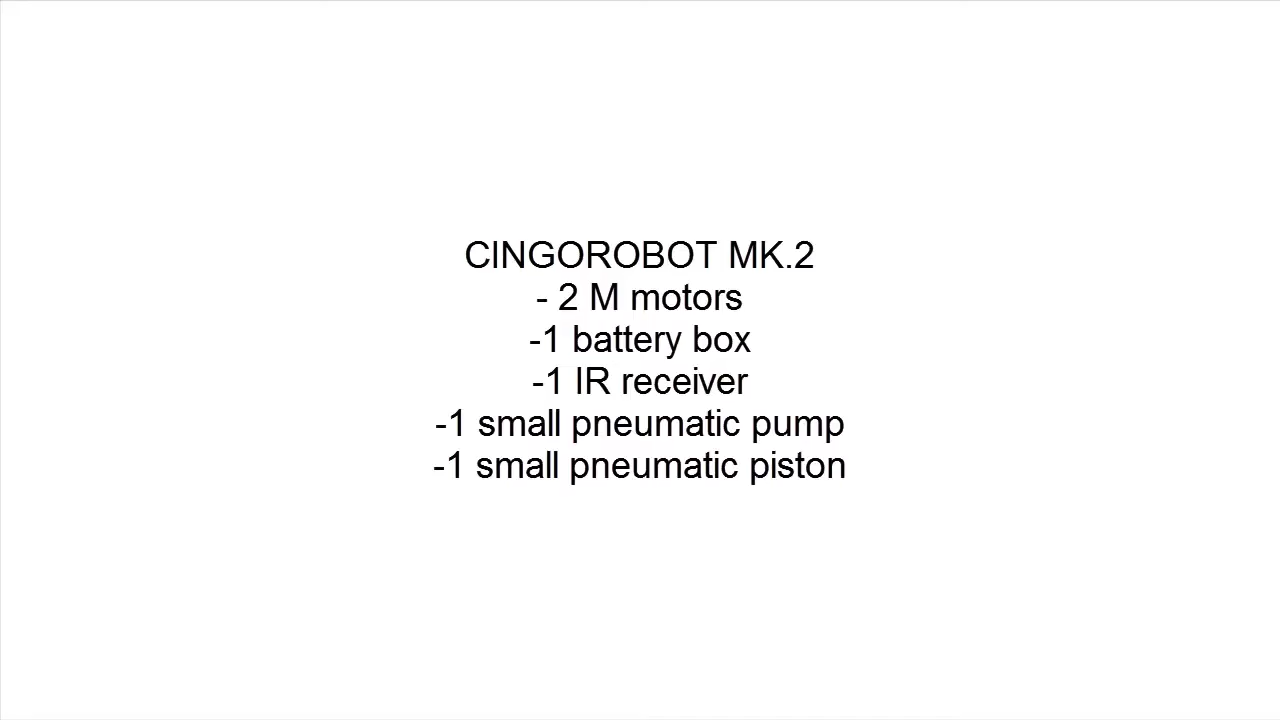 CINGOROBOT MK.2
- 2 M motors
-1 battery box
-1 IR receiver
-1 small pneumatic pump
-1 small pneumatic piston